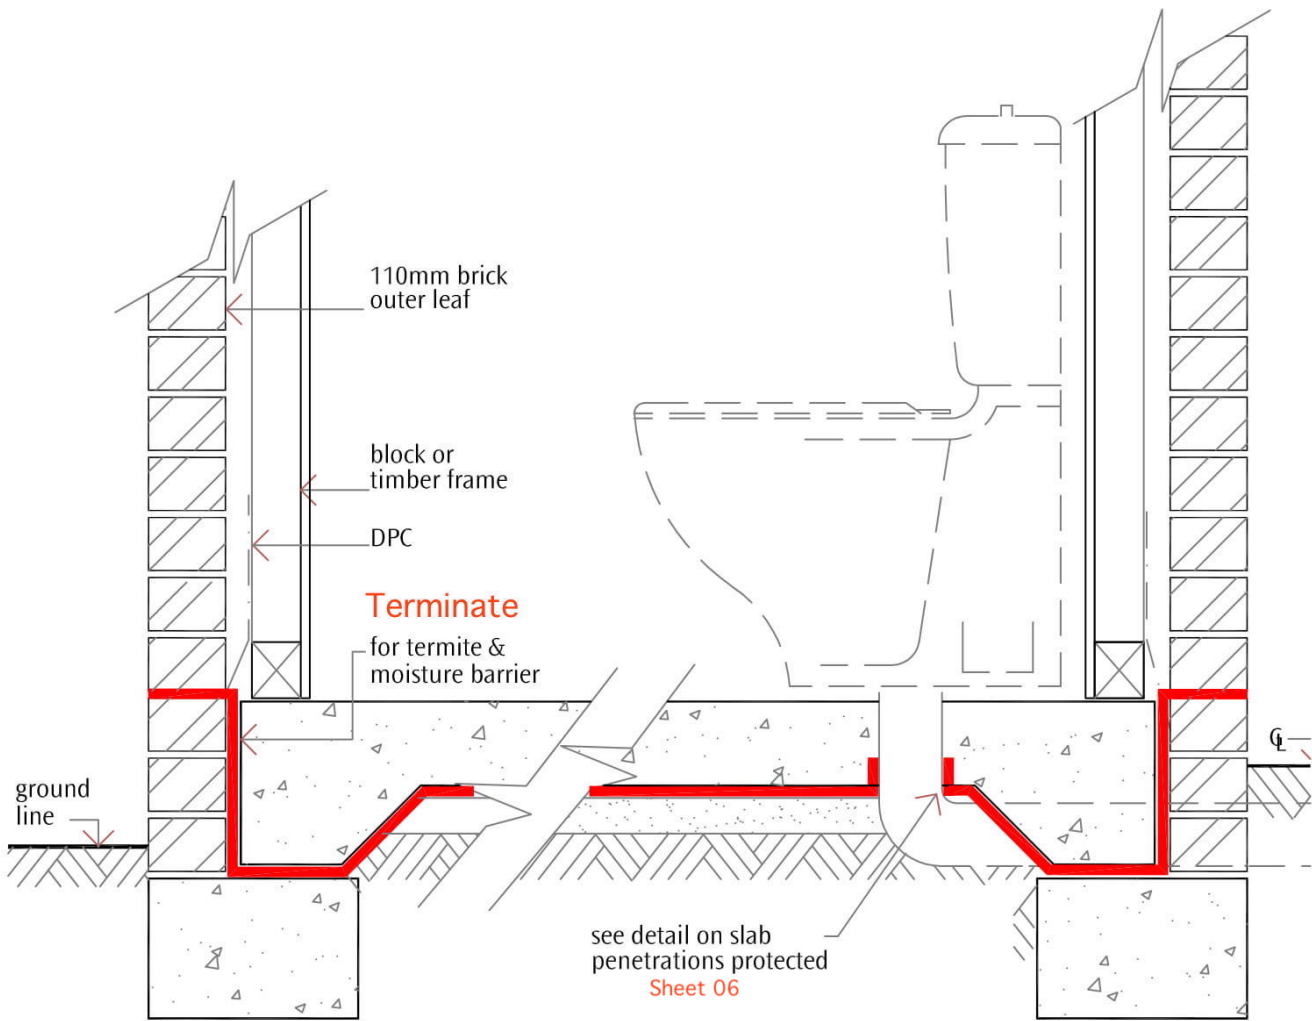 110mm brick
outer leaf
block or
timber frame
DPC
Terminate
for termite &
moisture barrier
ground
line
GL
see detail on slab
penetrations protected
Sheet 06